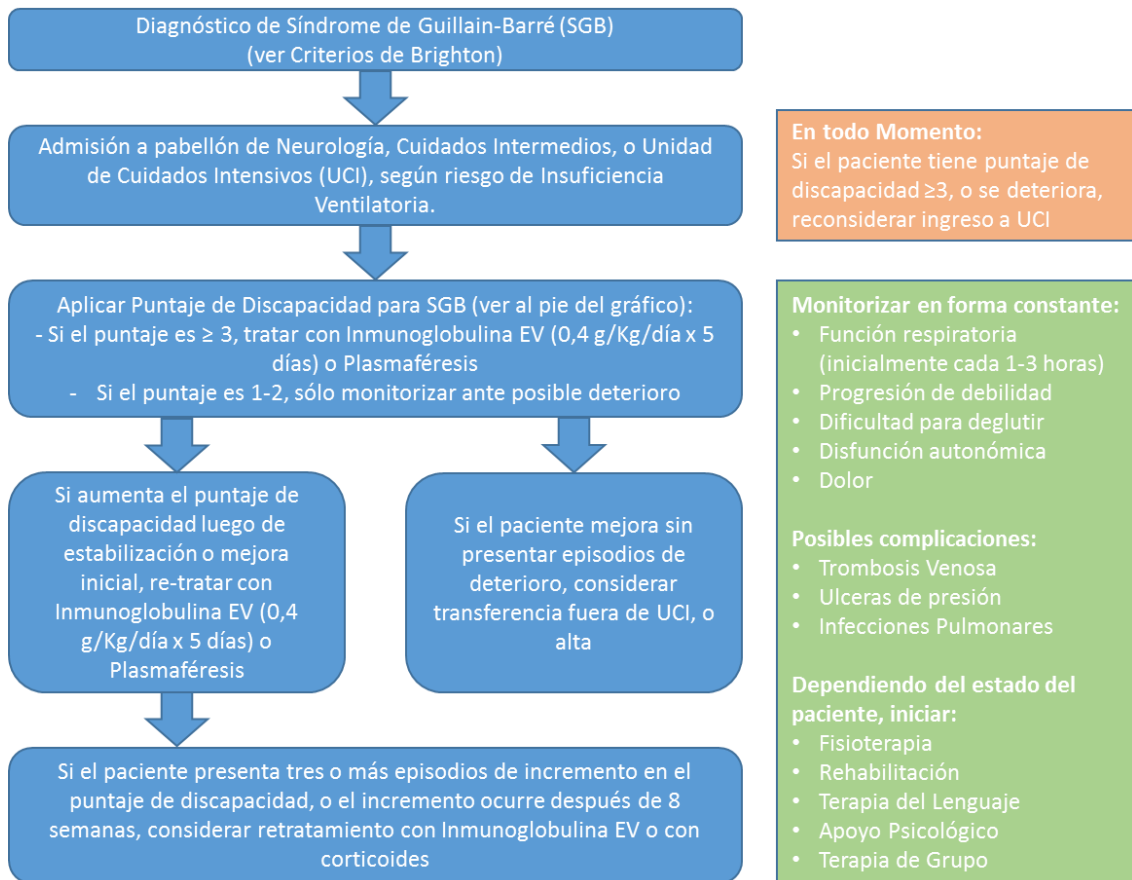 Diagnóstico de Síndrome de Guillain-Barré (SGB)
(ver Criterios de Brighton)
Admisión a pabellón de Neurología, Cuidados Intermedios, o Unidad
de Cuidados Intensivos (UCI), según riesgo de Insuficiencia
Ventilatoria.
En todo Momento:
Si el paciente tiene puntaje de
discapacidad ≥3, o se deteriora,
reconsiderar ingreso a UCI
Aplicar Puntaje de Discapacidad para SGB (ver al pie del gráfico):
- Si el puntaje es ≥ 3, tratar con Inmunoglobulina EV (0,4 g/Kg/día x 5
días) o Plasmaféresis
- Si el puntaje es 1-2, sólo monitorizar ante posible deterioro
Si aumenta el puntaje de
discapacidad luego de
estabilización o mejora
inicial, re-tratar con
Inmunoglobulina EV (0,4
g/Kg/día x 5 días) o
Plasmaféresis
Si el paciente mejora sin
presentar episodios de
deterioro, considerar
transferencia fuera de UCI, o
alta
Si el paciente presenta tres o más episodios de incremento en el
puntaje de discapacidad, o el incremento ocurre después de 8
semanas, considerar retratamiento con Inmunoglobulina EV o con
corticoides
Monitorizar en forma constante:
• Función respiratoria
(inicialmente cada 1-3 horas)
• Progresión de debilidad
• Dificultad para deglutir
• Disfunción autonómica
• Dolor
Posibles complicaciones:
• Trombosis Venosa
• Ulceras de presión
• Infecciones Pulmonares
Dependiendo del estado del
paciente, iniciar:
• Fisioterapia
• Rehabilitación
• Terapia del Lenguaje
• Apoyo Psicológico
• Terapia de Grupo